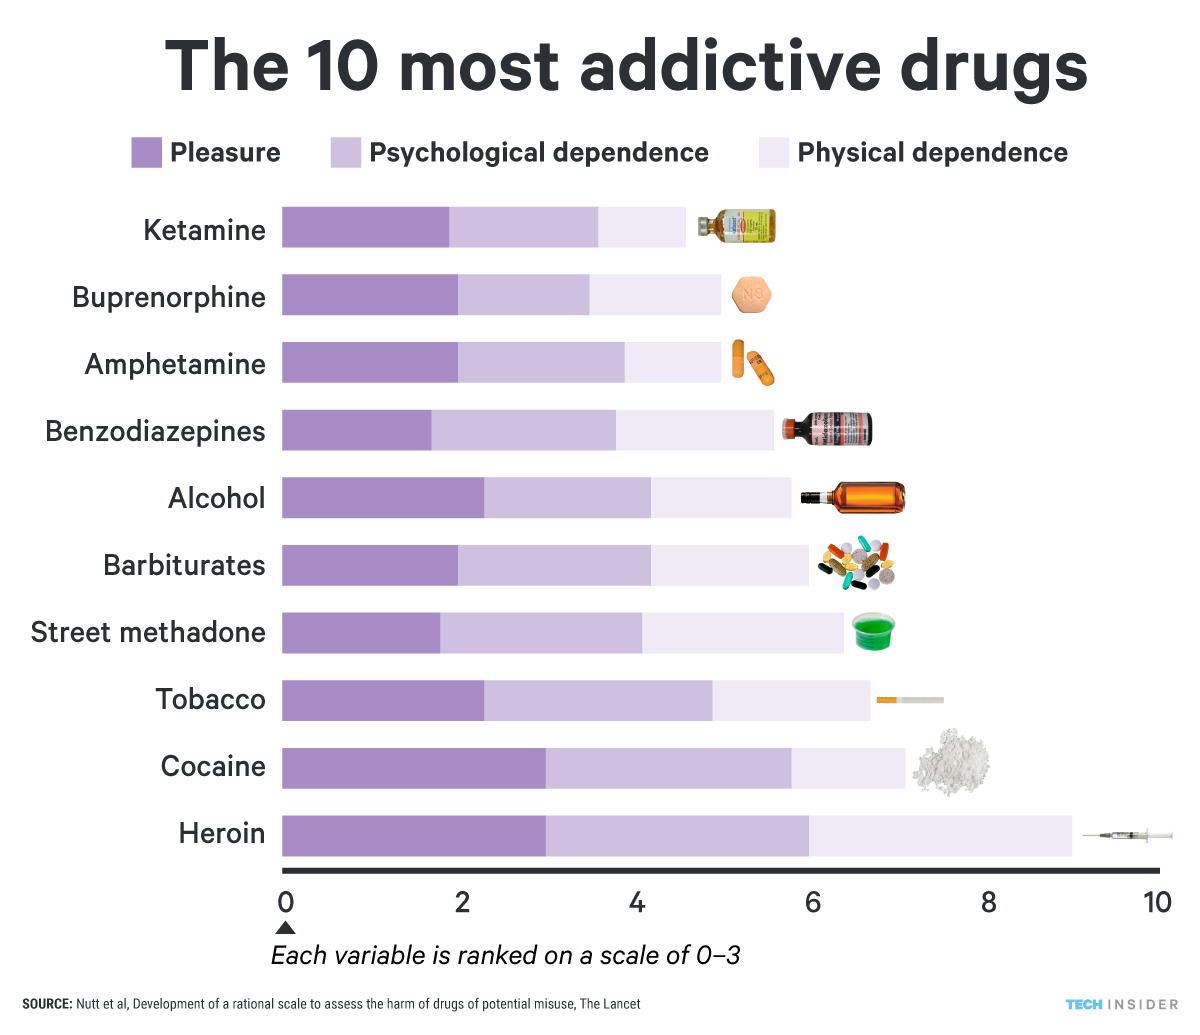 The 10 most addictive drugs
Pleasure Psychological dependence Physical dependence
Ketamine
Buprenorphine
N8
Amphetamine
Benzodiazepines
Alcohol
Barbiturates
Street methadone
Tobacco
Cocaine
Heroin
0 2 4 6 8 10
Each variable is ranked on a scale of 0–3
SOURCE: Nutt et al, Development of a rational scale to assess the harm of drugs of potential misuse, The Lancet
TECH INSIDER